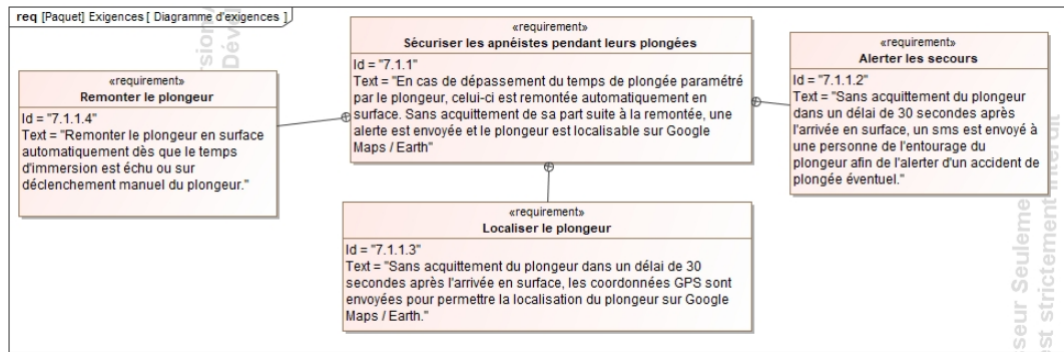 req [Paquet] Exigences [ Diagramme d'exigences ]
«requirement»
Sécuriser les apnéistes pendant leurs plongées
Id = "7.1.1"
Text = "En cas de dépassement du temps de plongée paramétré
par le plongeur, celui-ci est remontée automatiquement en
surface. Sans acquittement de sa part suite à la remontée, une
alerte est envoyée et le plongeur est localisable sur Google
Maps / Earth"
«requirement»
Remonter le plongeur
Id = "7.1.1.4"
Text = "Remonter le plongeur en surface
automatiquement dès que le temps
d'immersion est échu ou sur
déclenchement manuel du plongeur."
«requirement»
Alerter les secours
Id = "7.1.1.2"
Text = "Sans acquittement du plongeur
dans un délai de 30 secondes après
l'arrivée en surface, un sms est envoyé à
une personne de l'entourage du
plongeur afin de l'alerter d'un accident de
plongée éventuel."
«requirement»
Localiser le plongeur
Id = "7.1.1.3"
Text = "Sans acquittement du plongeur dans un délai de 30
secondes après l'arrivée en surface, les coordonnées GPS sont
envoyées pour permettre la localisation du plongeur sur Google
Maps / Earth."
est strictement interdit